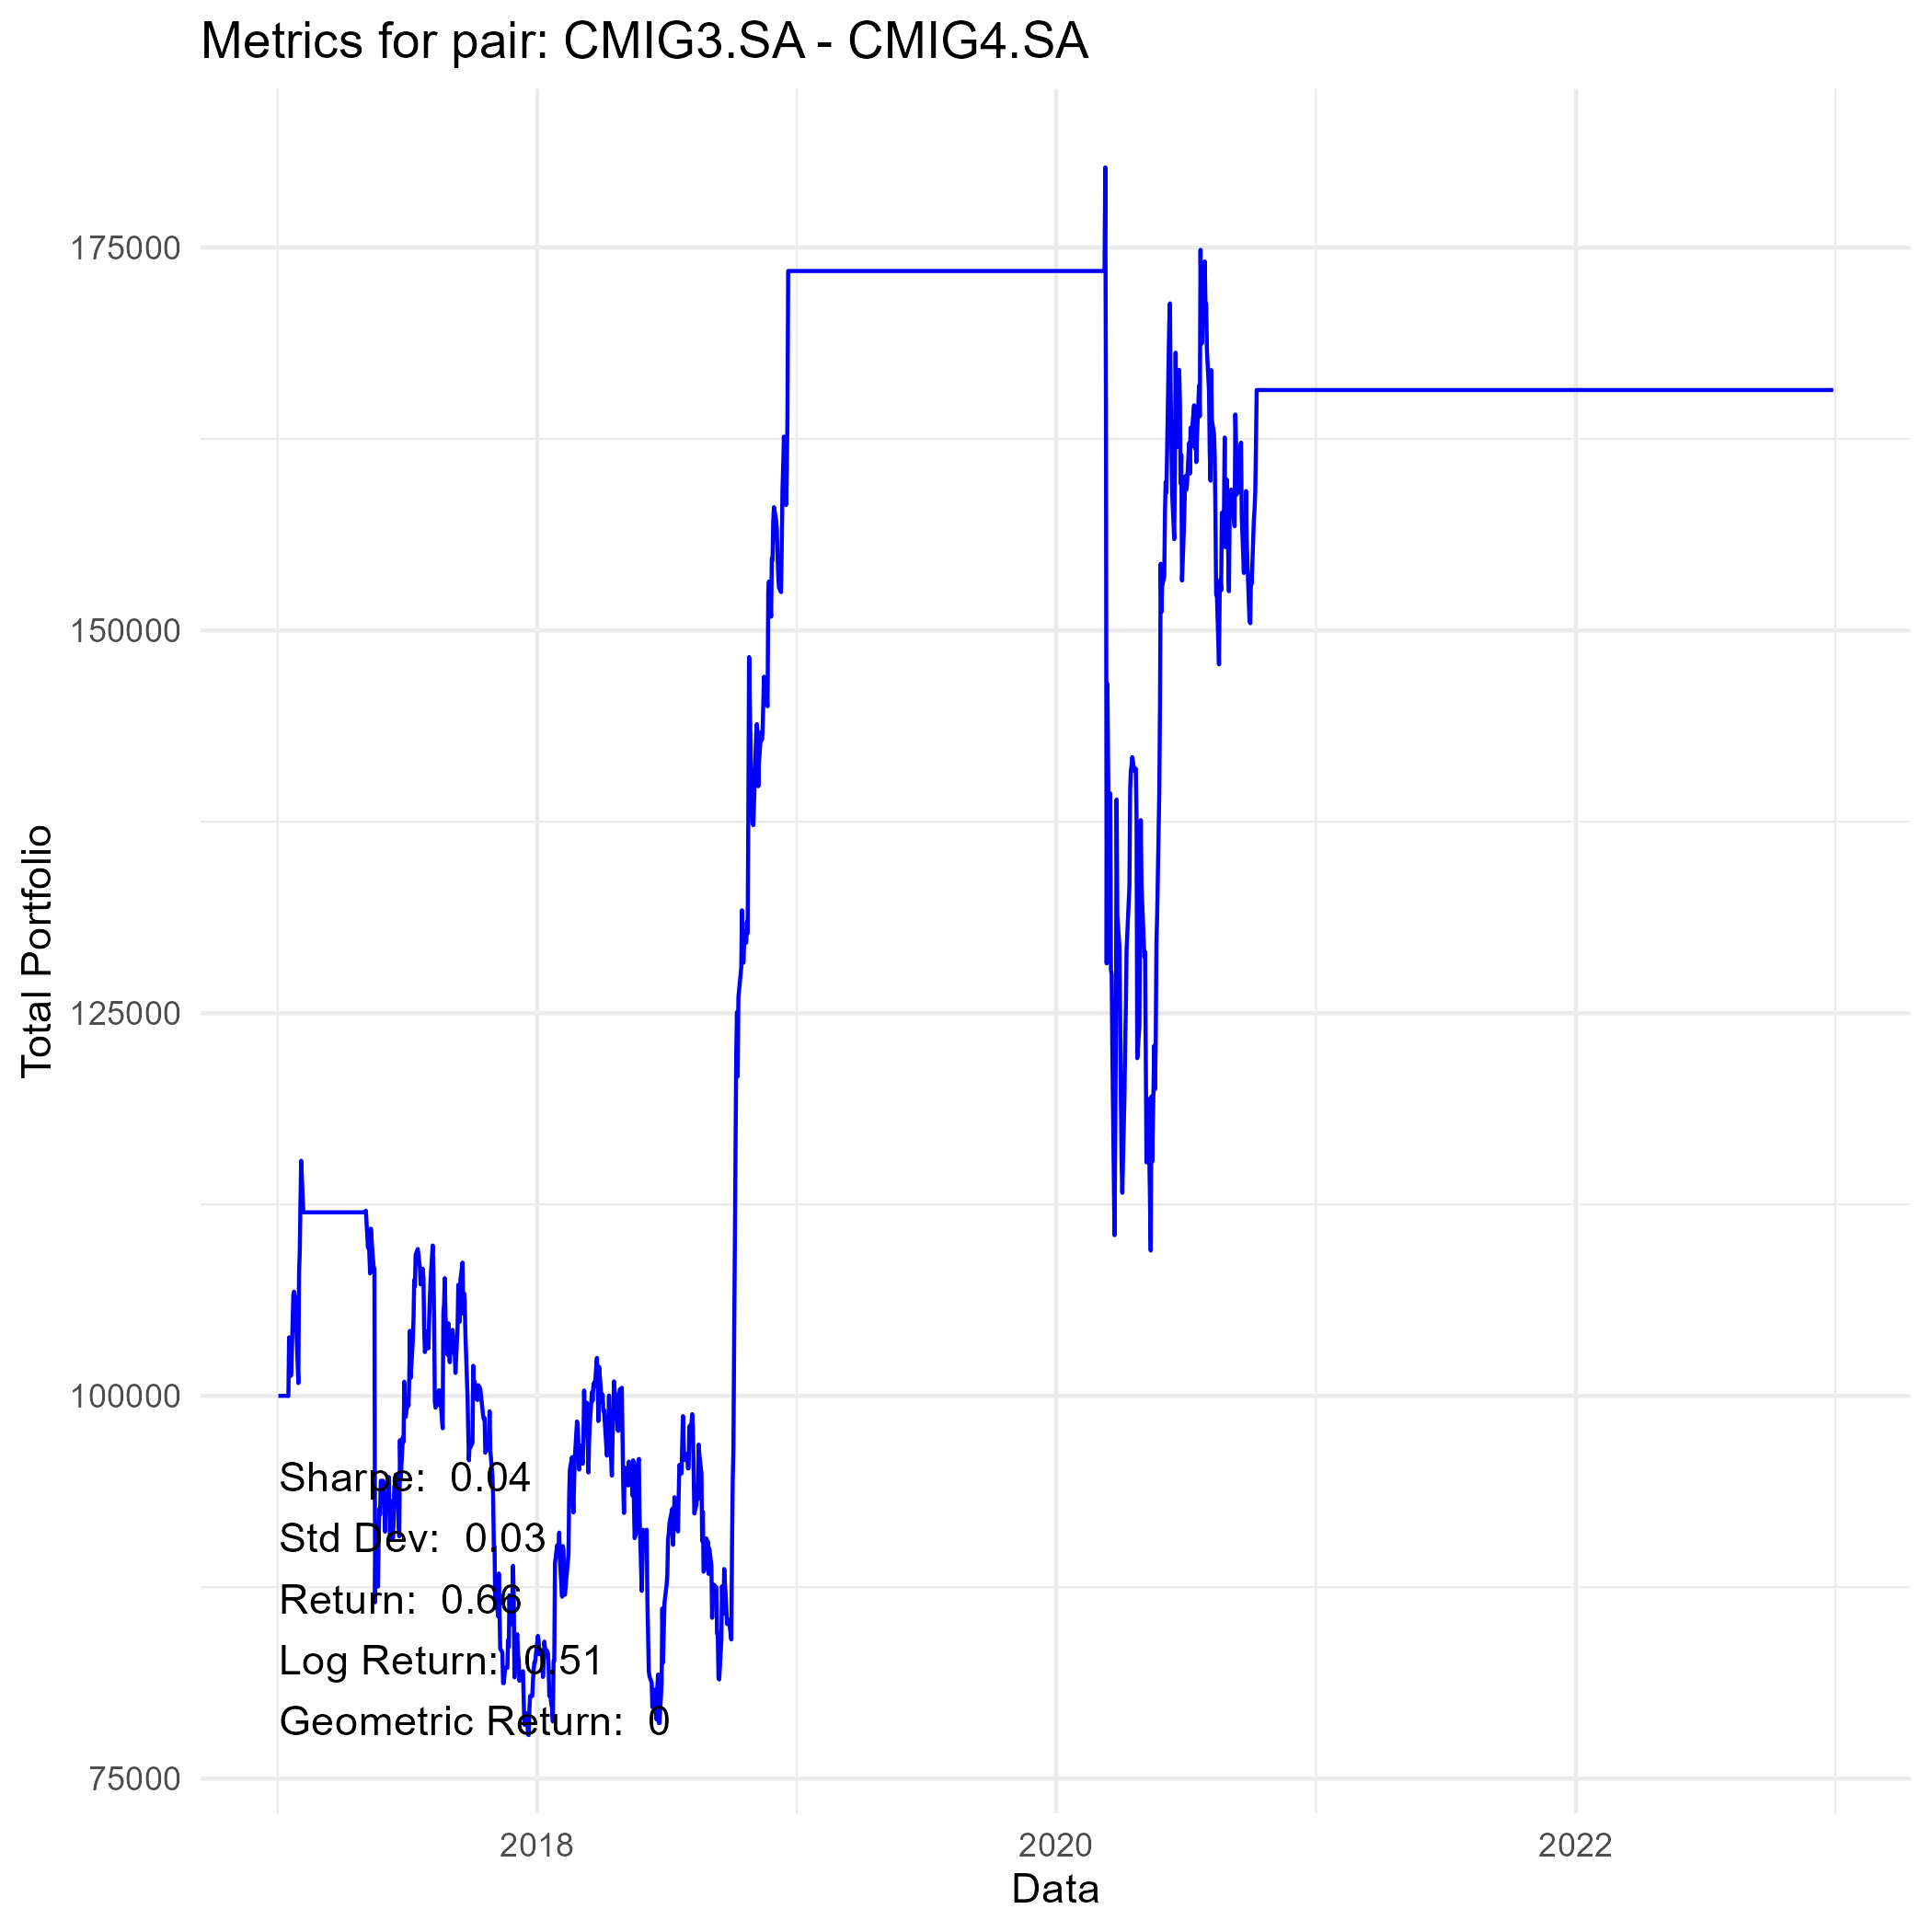 Metrics for pair: CMIG3.SA - CMIG4.SA
Total Portfolio
175000
150000
125000
100000
75000
Sharpe: 0.04
Std Dev: 0.03
Return: 0.66
Log Return: 0.51
Geometric Return: 0
2018
2020
2022
Data